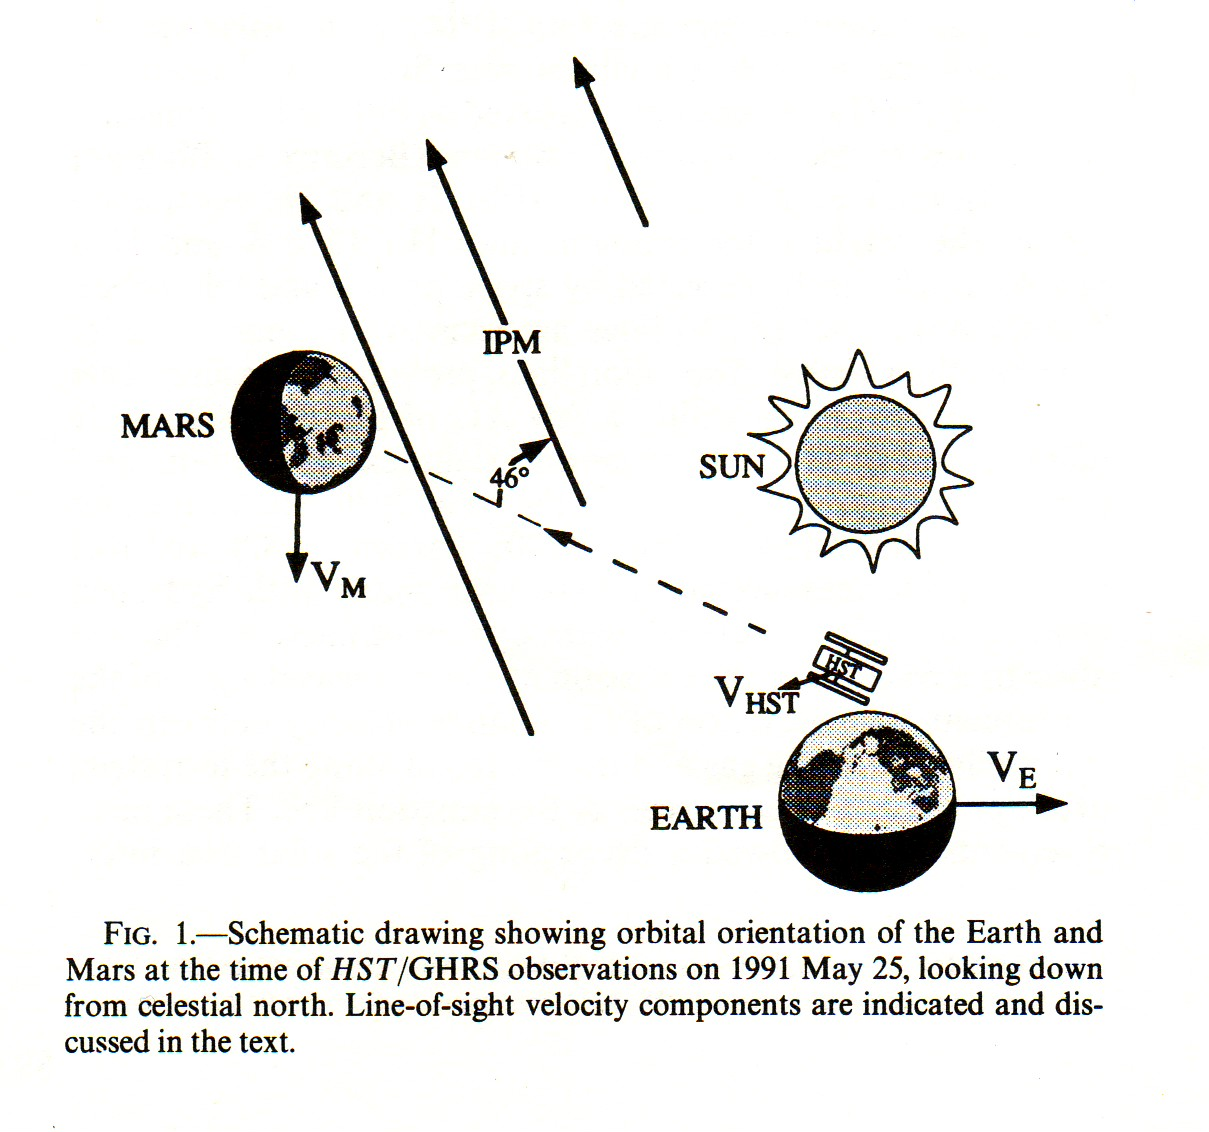 IPM
MARS
46°
SUN
V_M
HST
V_HST
V_E
EARTH
FIG. 1.—Schematic drawing showing orbital orientation of the Earth and
Mars at the time of HST/GHRS observations on 1991 May 25, looking down
from celestial north. Line-of-sight velocity components are indicated and dis-
cussed in the text.